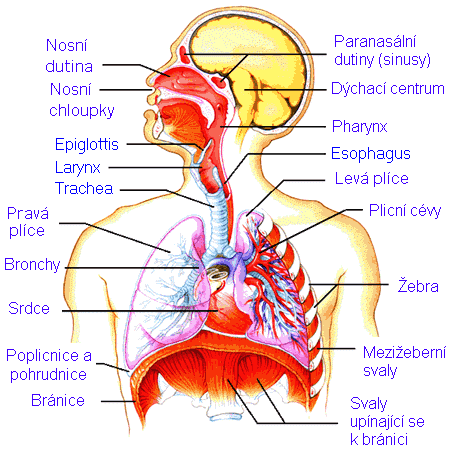 Nosní
dutina
Nosní
chloupky
Epiglottis
Larynx
Trachea
Pravá
plíce
Bronchy
Srdce
Poplicnice a
pohrudnice
Bránice
Paranasální
dutiny (sinusy)
Dýchací centrum
Pharynx
Esophagus
Levá plíce
Plicní cévy
Žebra
Mezižeberní
svaly
Svaly
upínající se
k bránici